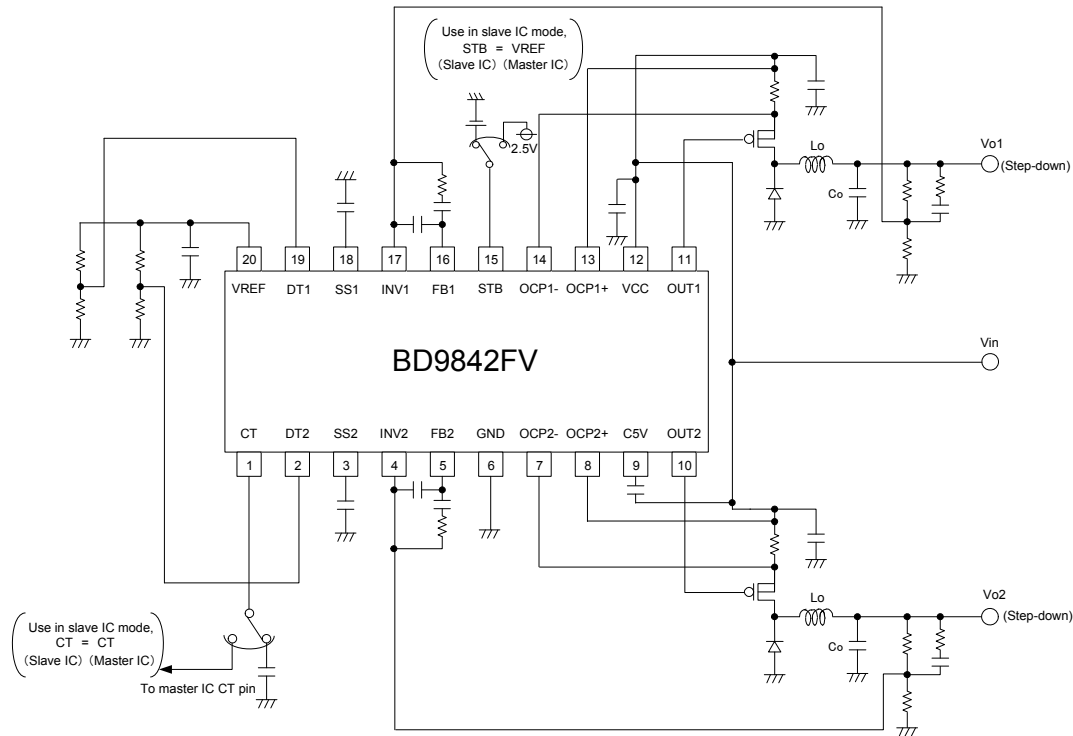 Use in slave IC mode,
STB = VREF
(Slave IC) (Master IC)
2.5V
Lo
Vo1
(Step-down)
Co
20 19 18 17 16 15 14 13 12 11
VREF DT1 SS1 INV1 FB1 STB OCP1- OCP1+ VCC OUT1
Vin
BD9842FV
CT DT2 SS2 INV2 FB2 GND OCP2- OCP2+ C5V OUT2
1 2 3 4 5 6 7 8 9 10
Lo
Vo2
(Step-down)
Co
Use in slave IC mode,
CT = CT
(Slave IC) (Master IC)
To master IC CT pin